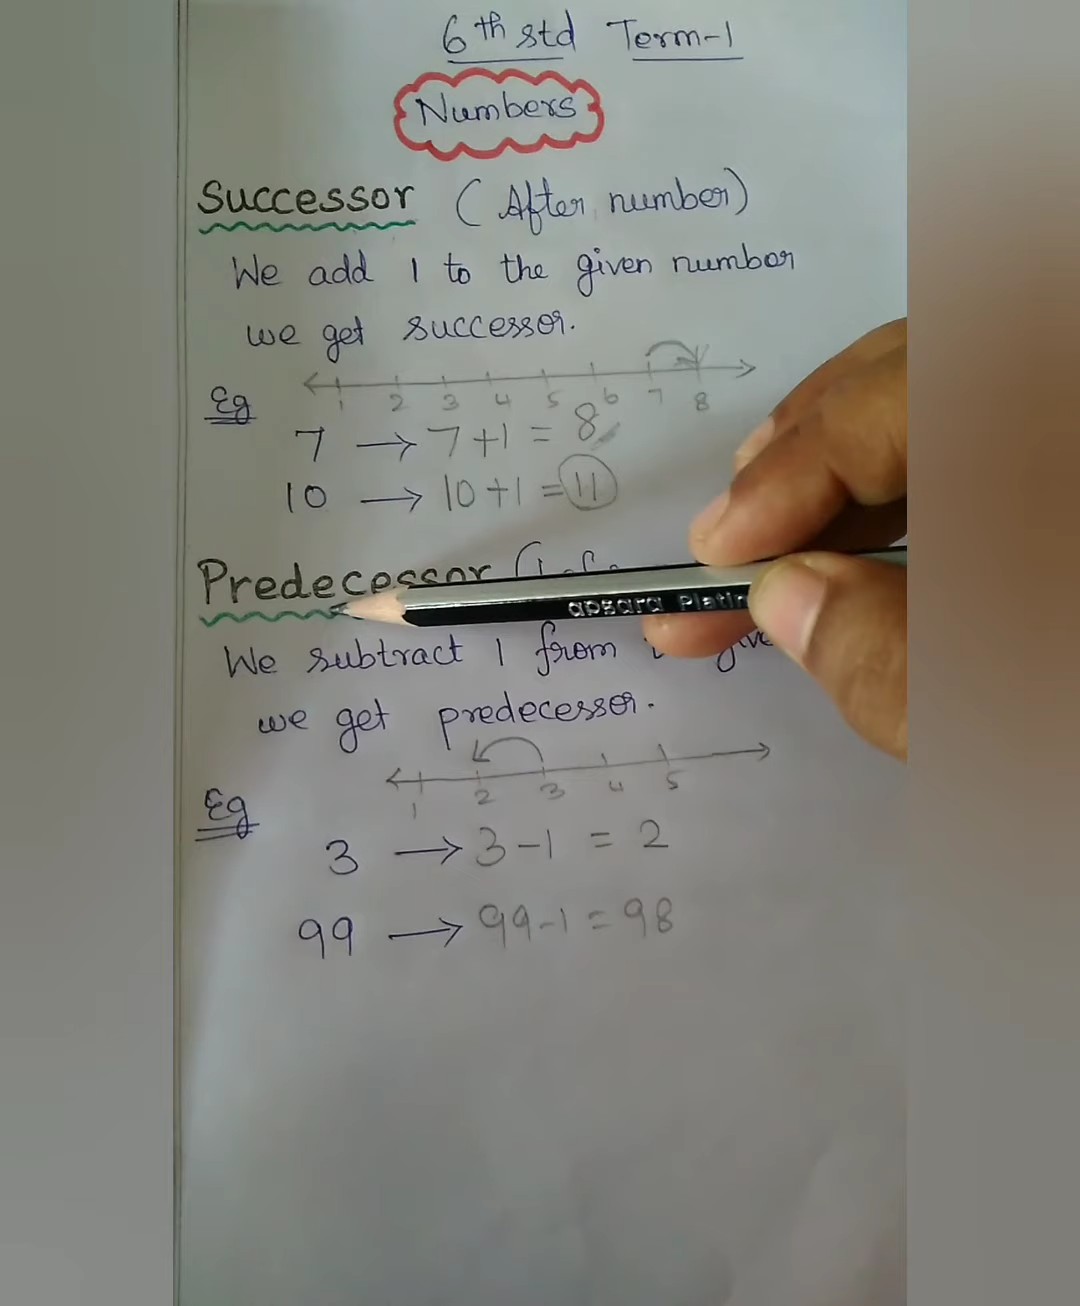 6th std Term-1
Numbers
Successor (After number)
We add 1 to the given number
we get successor.
Eg
1 2 3 4 5 6 7 8
7 → 7+1 = 8
10 → 10+1 = 11
Predecessor (
apsara Platin
We subtract 1 from
we get predecessor.
Eg
1 2 3 4 5
3 → 3-1 = 2
99 → 99-1 = 98